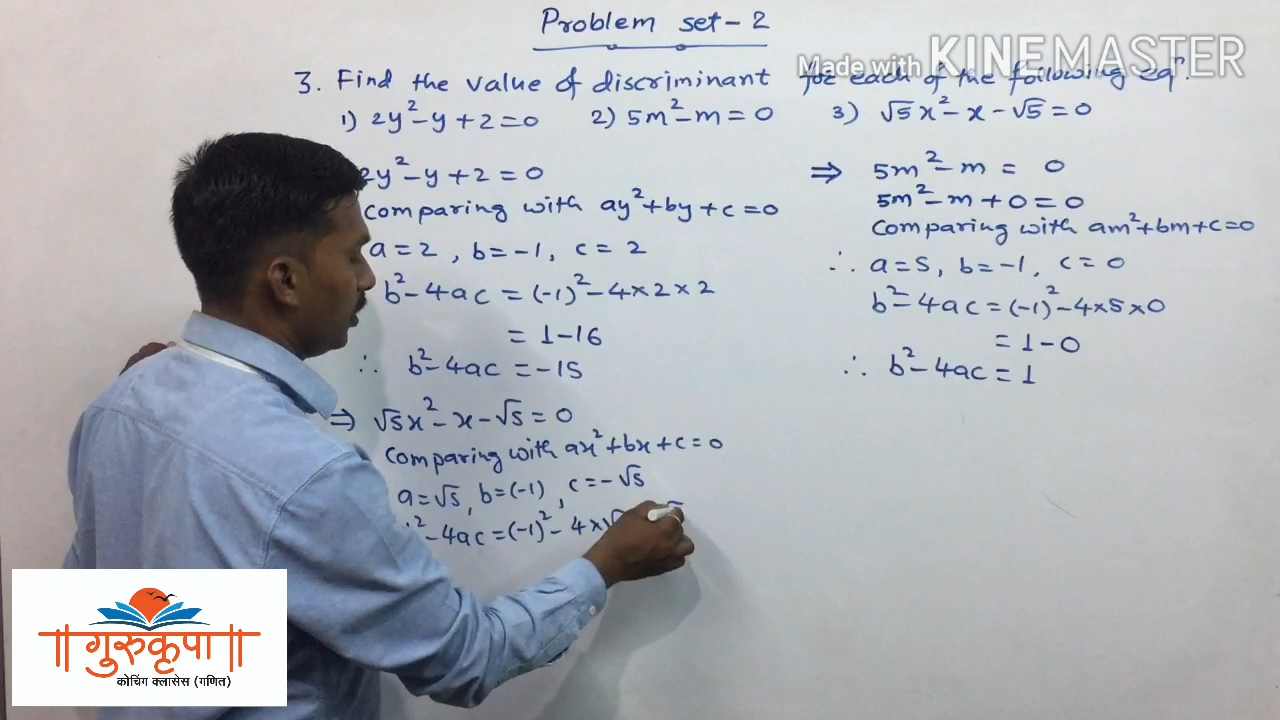 Problem set - 2
Made with KINEMASTER
3. Find the value of discriminant for each of the following eqⁿ.
1) 2y²-y+2=0 2) 5m²-m=0 3) √5x²-x-√5=0
2y²-y+2=0
comparing with ay²+by+c=0
a=2, b=-1, c=2
b²-4ac=(-1)²-4×2×2
=1-16
∴ b²-4ac=-15
⇒ √5x²-x-√5=0
Comparing with ax²+bx+c=0
a=√5, b=(-1), c=-√5
²-4ac=(-1)²-4×√
⇒ 5m²-m=0
5m²-m+0=0
Comparing with am²+bm+c=0
∴ a=5, b=-1, c=0
b²-4ac=(-1)²-4×5×0
=1-0
∴ b²-4ac=1
॥ गुरुकृपा ॥
कोचिंग क्लासेस (गणित)